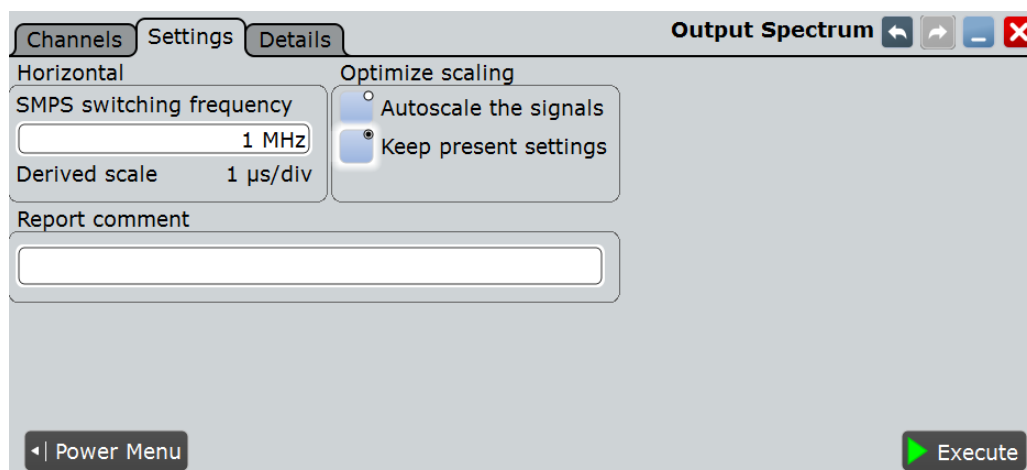 Channels Settings Details Output Spectrum
Horizontal Optimize scaling
SMPS switching frequency Autoscale the signals
1 MHz Keep present settings
Derived scale 1 µs/div
Report comment
Power Menu Execute